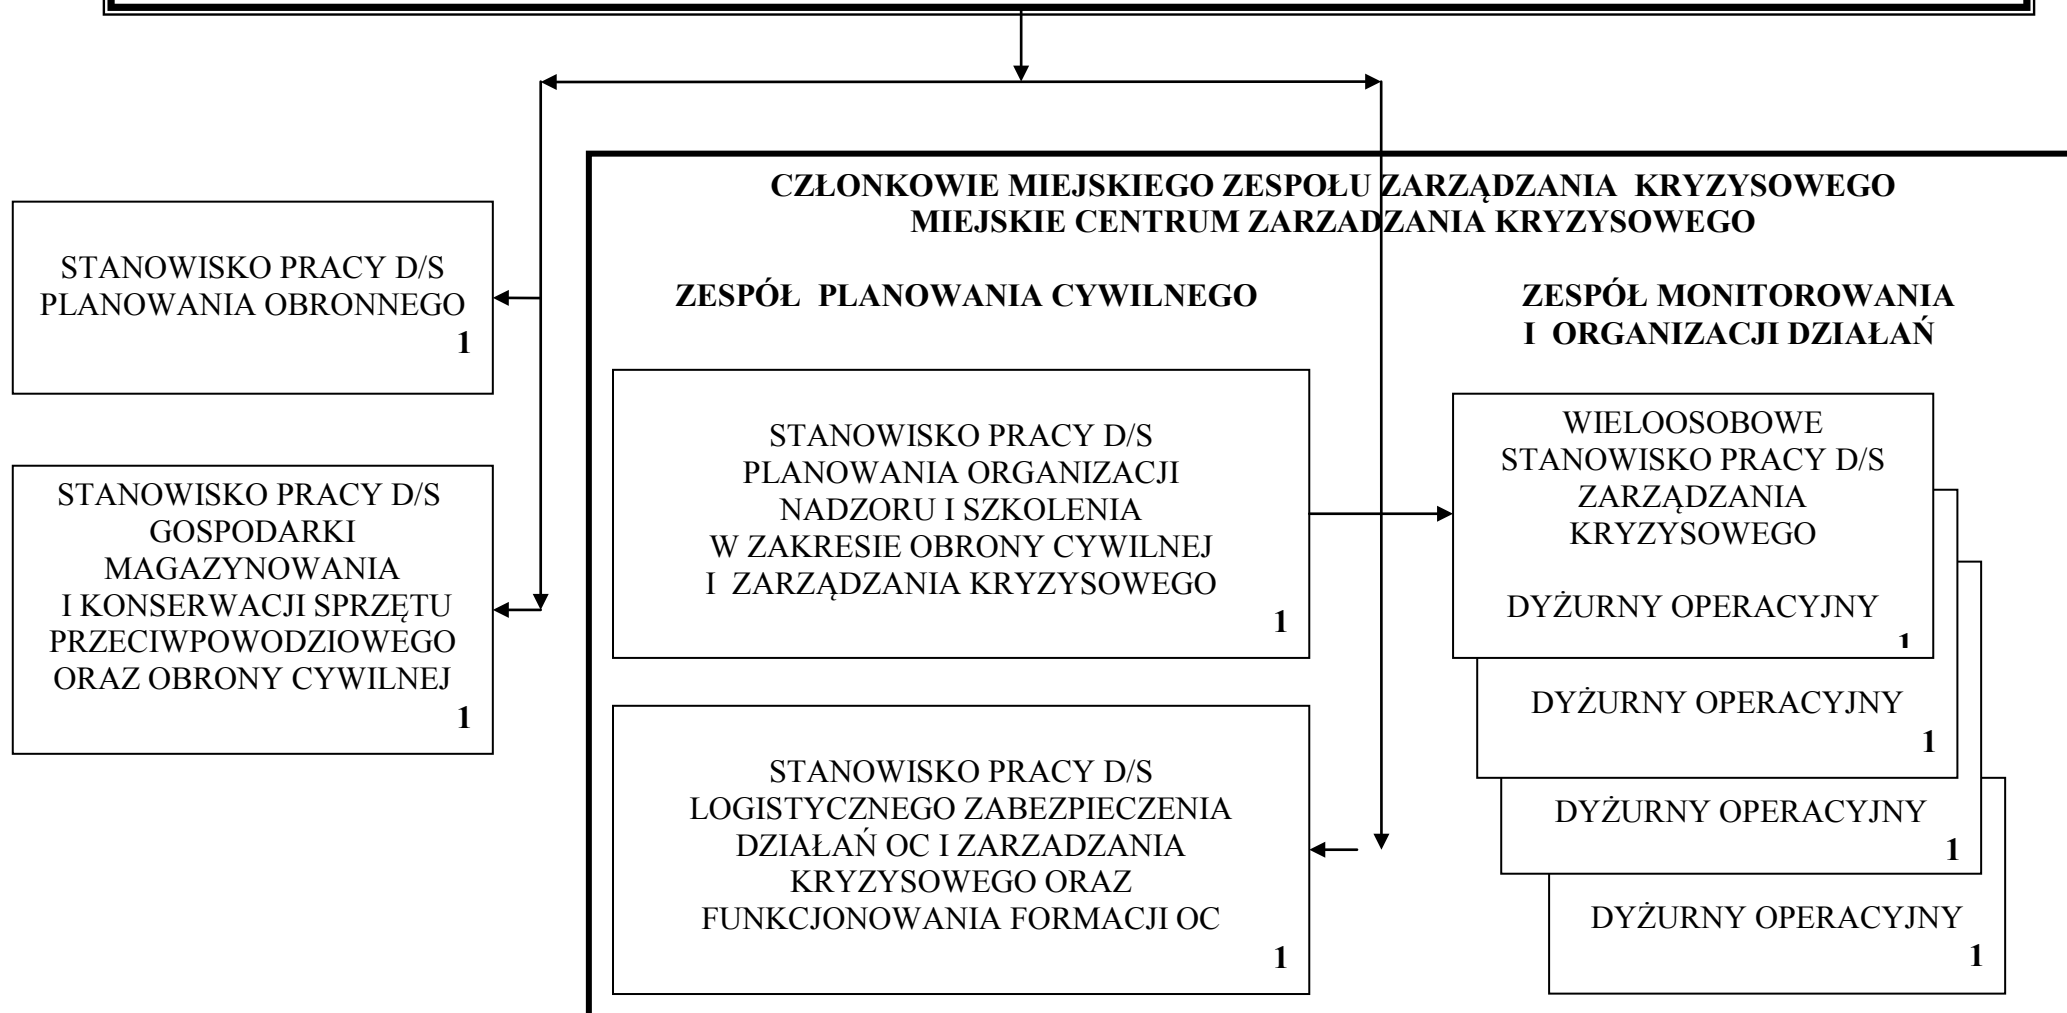 STANOWISKO PRACY D/S
PLANOWANIA OBRONNEGO
1
STANOWISKO PRACY D/S
GOSPODARKI
MAGAZYNOWANIA
I KONSERWACJI SPRZĘTU
PRZECIWPOWODZIOWEGO
ORAZ OBRONY CYWILNEJ
1
CZŁONKOWIE MIEJSKIEGO ZESPOŁU ZARZĄDZANIA KRYZYSOWEGO
MIEJSKIE CENTRUM ZARZADZANIA KRYZYSOWEGO
ZESPÓŁ PLANOWANIA CYWILNEGO
STANOWISKO PRACY D/S
PLANOWANIA ORGANIZACJI
NADZORU I SZKOLENIA
W ZAKRESIE OBRONY CYWILNEJ
I ZARZĄDZANIA KRYZYSOWEGO
1
STANOWISKO PRACY D/S
LOGISTYCZNEGO ZABEZPIECZENIA
DZIAŁAŃ OC I ZARZADZANIA
KRYZYSOWEGO ORAZ
FUNKCJONOWANIA FORMACJI OC
1
ZESPÓŁ MONITOROWANIA
I ORGANIZACJI DZIAŁAŃ
WIELOOSOBOWE
STANOWISKO PRACY D/S
ZARZĄDZANIA
KRYZYSOWEGO
DYŻURNY OPERACYJNY
1
DYŻURNY OPERACYJNY
1
DYŻURNY OPERACYJNY
1
DYŻURNY OPERACYJNY
1